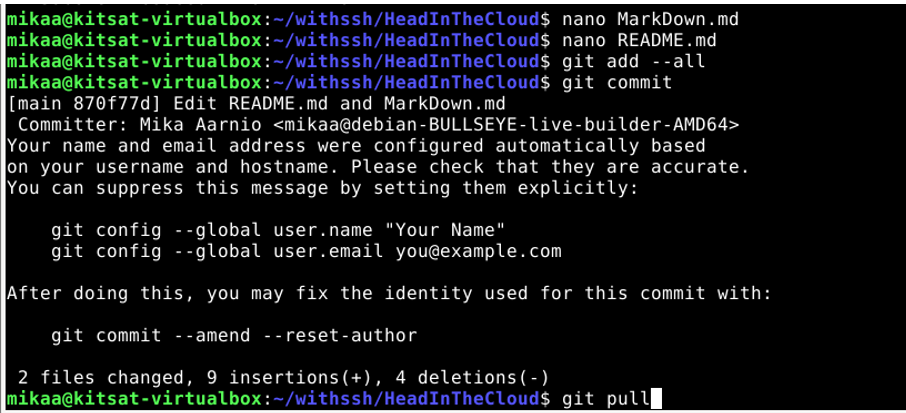 mikaa@kitsat-virtualbox:~/withssh/HeadInTheCloud$ nano MarkDown.md
mikaa@kitsat-virtualbox:~/withssh/HeadInTheCloud$ nano README.md
mikaa@kitsat-virtualbox:~/withssh/HeadInTheCloud$ git add --all
mikaa@kitsat-virtualbox:~/withssh/HeadInTheCloud$ git commit
[main 870f77d] Edit README.md and MarkDown.md
 Committer: Mika Aarnio <mikaa@debian-BULLSEYE-live-builder-AMD64>
Your name and email address were configured automatically based
on your username and hostname. Please check that they are accurate.
You can suppress this message by setting them explicitly:

    git config --global user.name "Your Name"
    git config --global user.email you@example.com

After doing this, you may fix the identity used for this commit with:

    git commit --amend --reset-author

 2 files changed, 9 insertions(+), 4 deletions(-)
mikaa@kitsat-virtualbox:~/withssh/HeadInTheCloud$ git pull